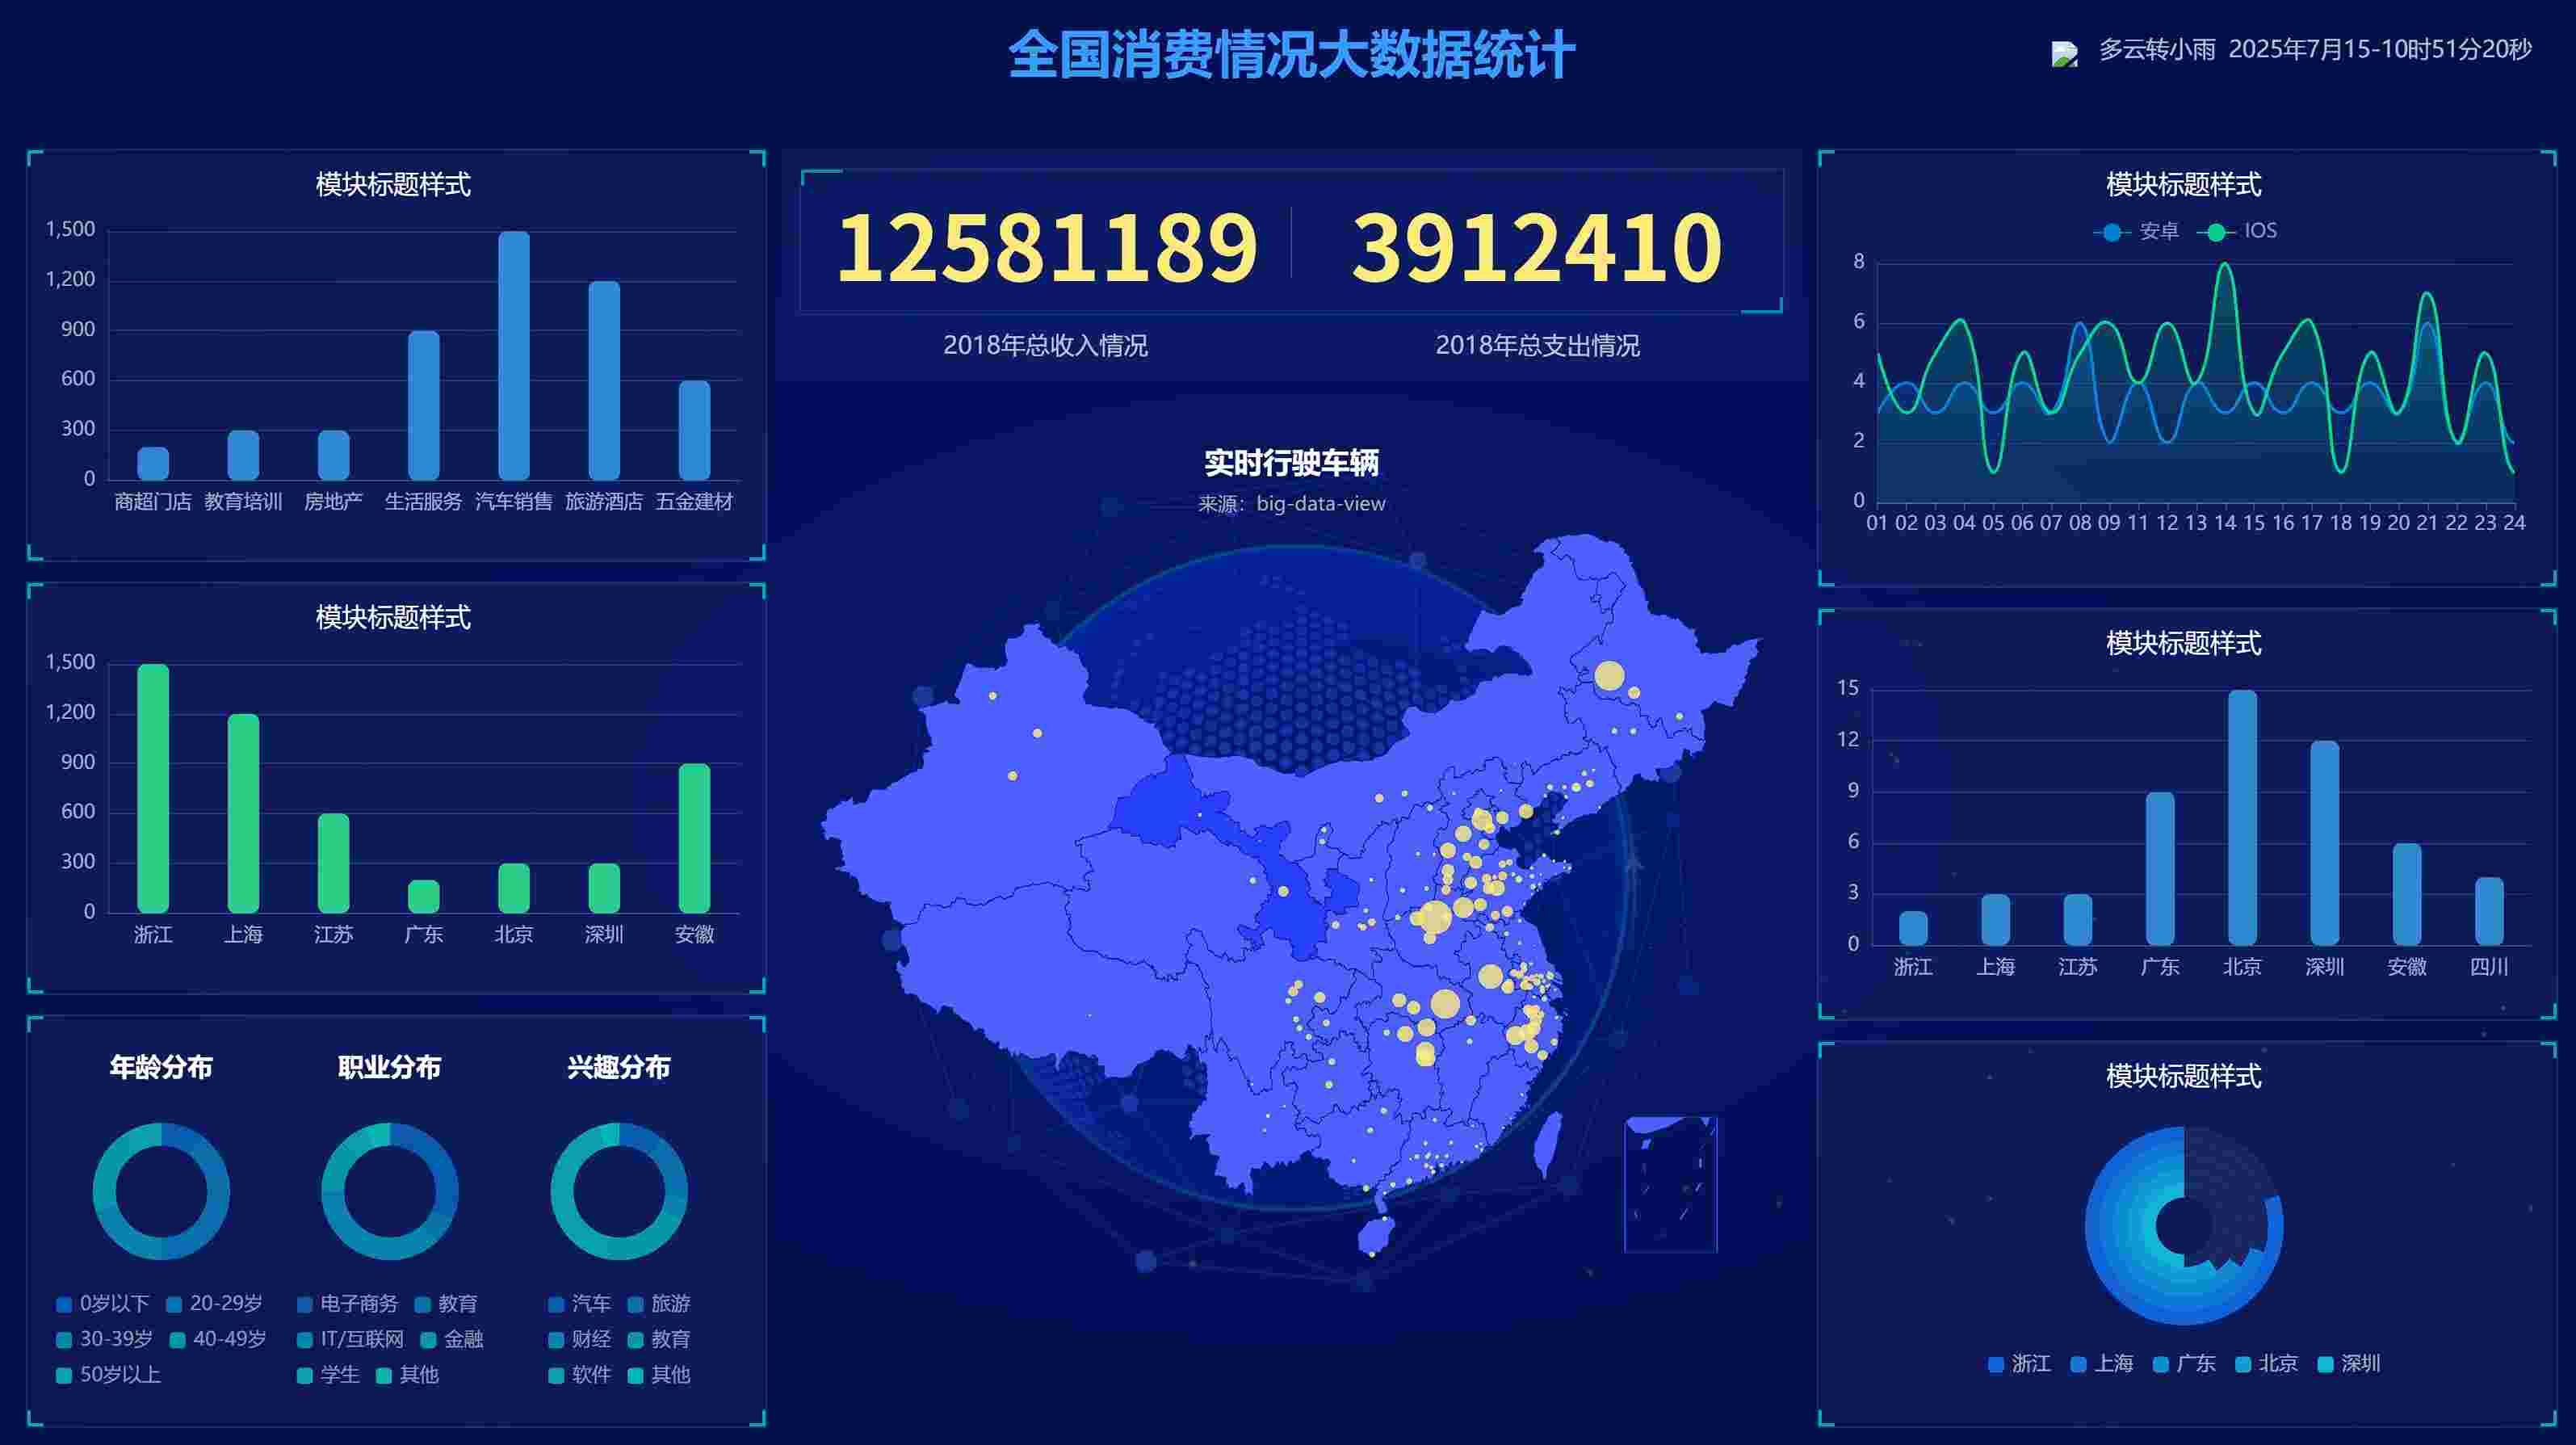 全国消费情况大数据统计
多云转小雨 2025年7月15-10时51分20秒
模块标题样式
1,500
1,200
900
600
300
0
商超门店 教育培训 房地产 生活服务 汽车销售 旅游酒店 五金建材
模块标题样式
1,500
1,200
900
600
300
0
浙江 上海 江苏 广东 北京 深圳 安徽
年龄分布 职业分布 兴趣分布
0岁以下 20-29岁
30-39岁 40-49岁
50岁以上
电子商务 教育
IT/互联网 金融
学生 其他
汽车 旅游
财经 教育
软件 其他
12581189 3912410
2018年总收入情况 2018年总支出情况
实时行驶车辆
来源：big-data-view
模块标题样式
安卓 IOS
8
6
4
2
0
01 02 03 04 05 06 07 08 09 11 12 13 14 15 16 17 18 19 20 21 22 23 24
模块标题样式
15
12
9
6
3
0
浙江 上海 江苏 广东 北京 深圳 安徽 四川
模块标题样式
浙江 上海 广东 北京 深圳